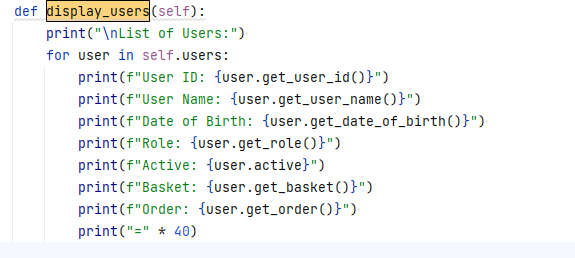 def display_users(self):
    print("\nList of Users:")
    for user in self.users:
        print(f"User ID: {user.get_user_id()}")
        print(f"User Name: {user.get_user_name()}")
        print(f"Date of Birth: {user.get_date_of_birth()}")
        print(f"Role: {user.get_role()}")
        print(f"Active: {user.active}")
        print(f"Basket: {user.get_basket()}")
        print(f"Order: {user.get_order()}")
        print("=" * 40)